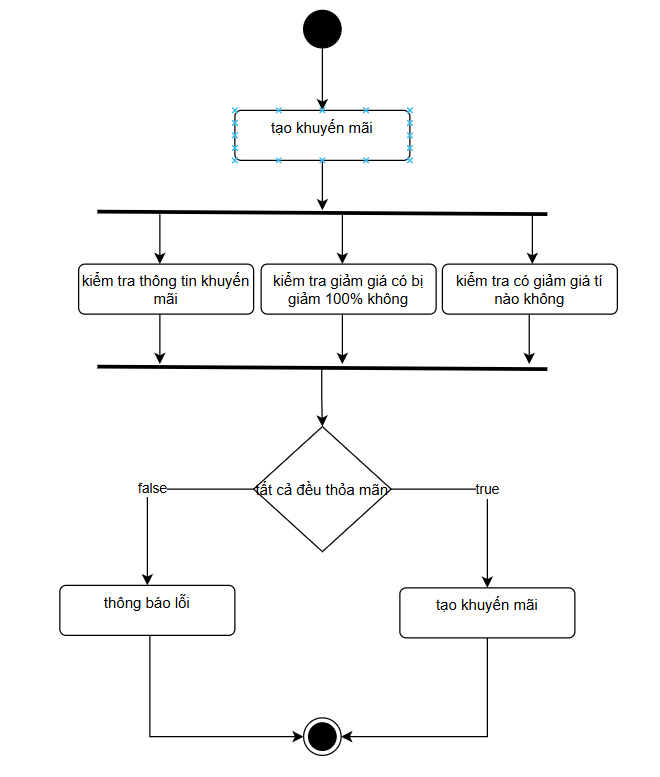 tạo khuyến mãi
kiểm tra thông tin khuyến
mãi
kiểm tra giảm giá có bị
giảm 100% không
kiểm tra có giảm giá tí
nào không
tất cả đều thỏa mãn
false
true
thông báo lỗi
tạo khuyến mãi